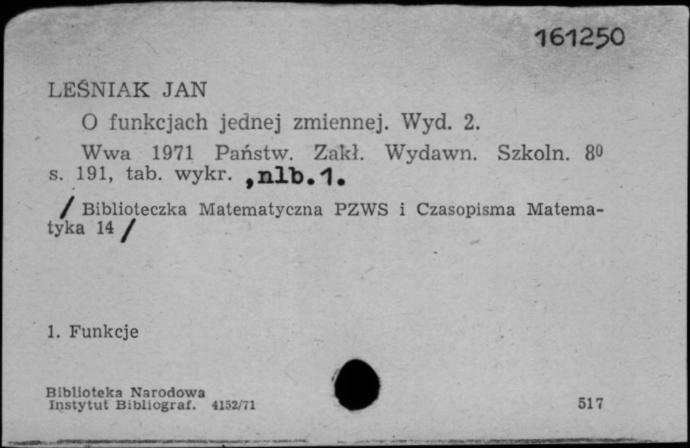 161250
LEŚNIAK JAN
O funkcjach jednej zmiennej. Wyd. 2.
Wwa 1971 Państw. Zakł. Wydawn. Szkoln. 8⁰
s. 191, tab. wykr. ,nlb.1.
/ Biblioteczka Matematyczna PZWS i Czasopisma Matema-
tyka 14 /
1. Funkcje
Biblioteka Narodowa
Instytut Bibliograf. 4152/71
517